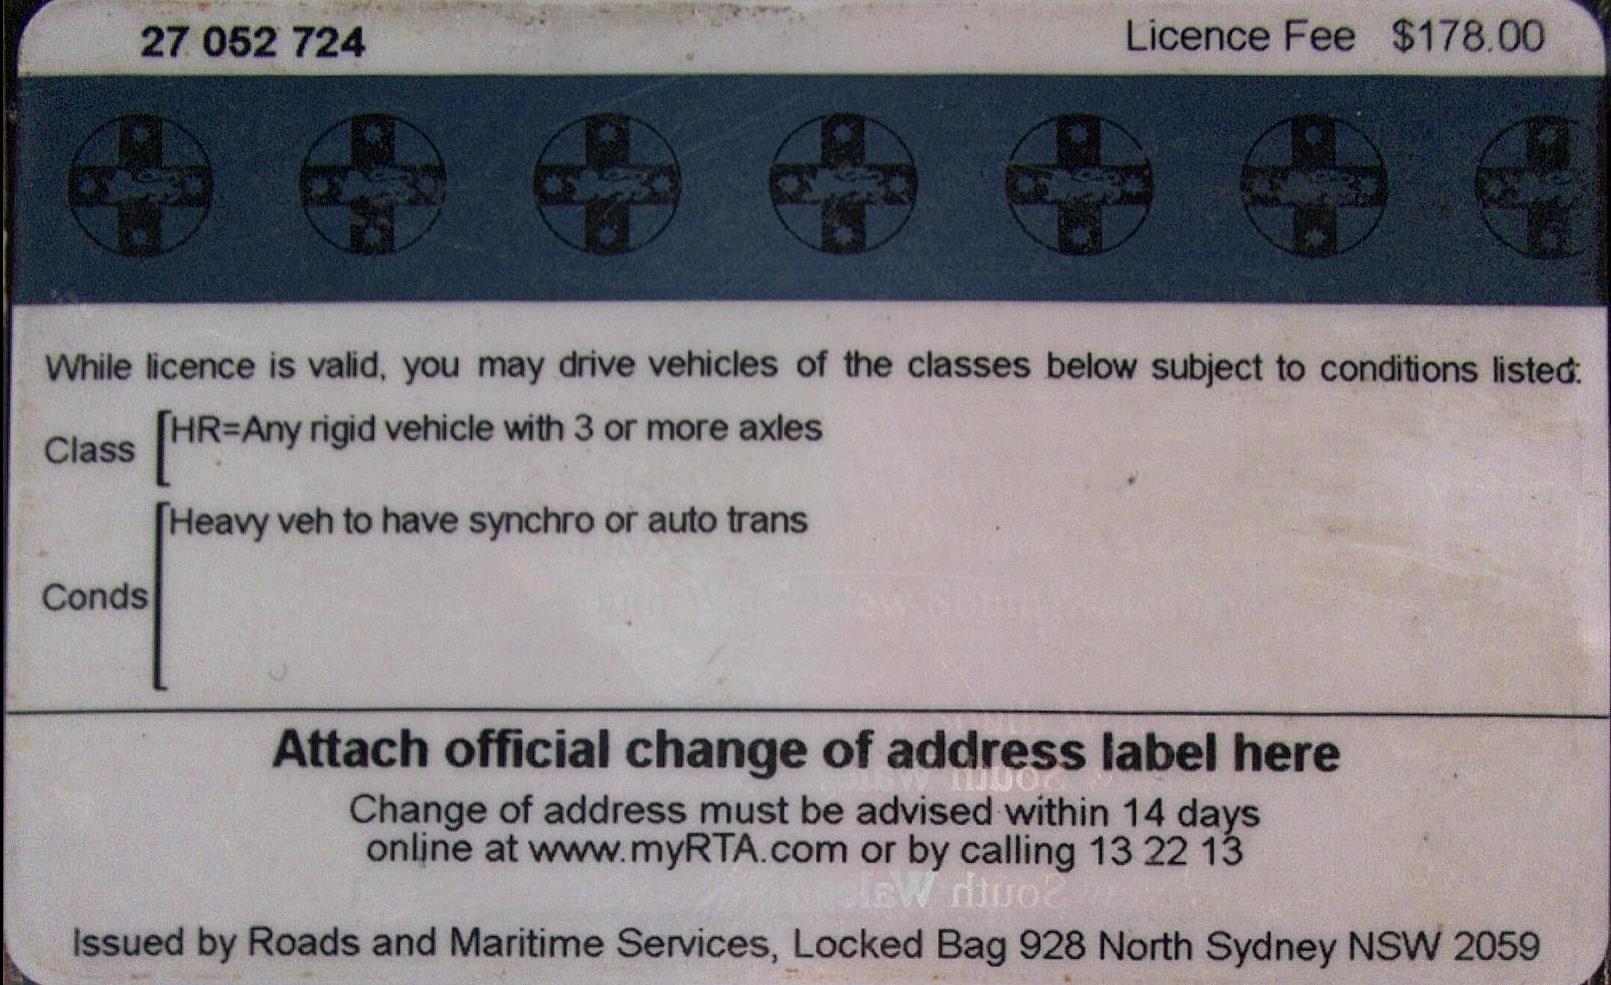 27 052 724 Licence Fee $178.00
While licence is valid, you may drive vehicles of the classes below subject to conditions listed:
Class HR=Any rigid vehicle with 3 or more axles
Conds Heavy veh to have synchro or auto trans
Attach official change of address label here
Change of address must be advised within 14 days
online at www.myRTA.com or by calling 13 22 13
South Wales
Issued by Roads and Maritime Services, Locked Bag 928 North Sydney NSW 2059